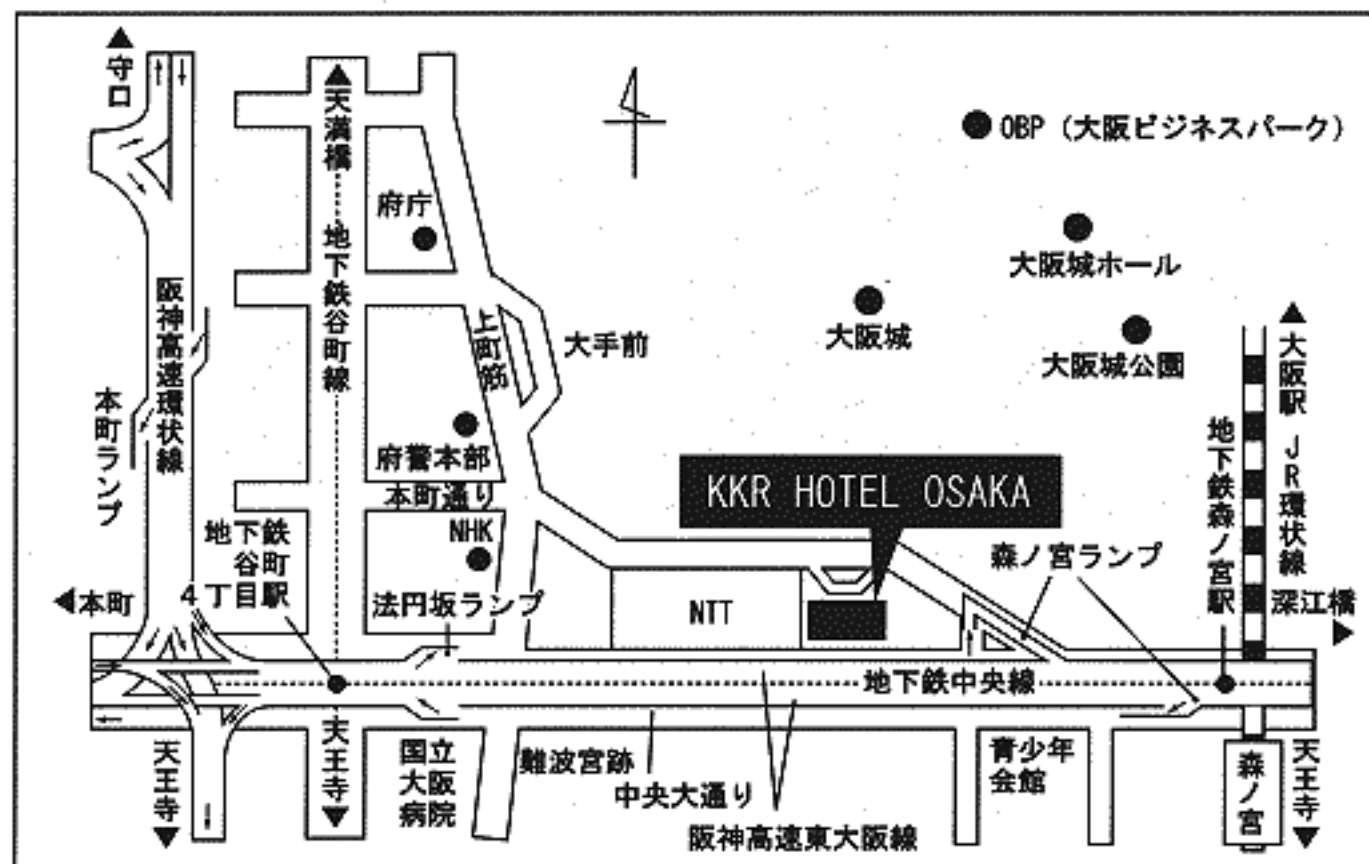 守口
天満橋
地下鉄谷町線
OBP（大阪ビジネスパーク）
府庁
大阪城ホール
大阪城
大阪城公園
大手前
上町筋
阪神高速環状線
本町ランプ
府警本部
本町通り
KKR HOTEL OSAKA
大阪駅
JR環状線
地下鉄森ノ宮駅
地下鉄
谷町
4丁目駅
NHK
森ノ宮ランプ
本町
法円坂ランプ
NTT
深江橋
地下鉄中央線
天王寺
天王寺
国立
大阪
病院
難波宮跡
中央大通り
阪神高速東大阪線
青少年
会館
森ノ宮
天王寺